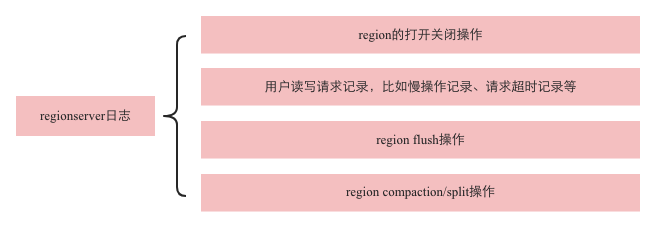 region的打开关闭操作
用户读写请求记录，比如慢操作记录、请求超时记录等
regionserver日志
region flush操作
region compaction/split操作